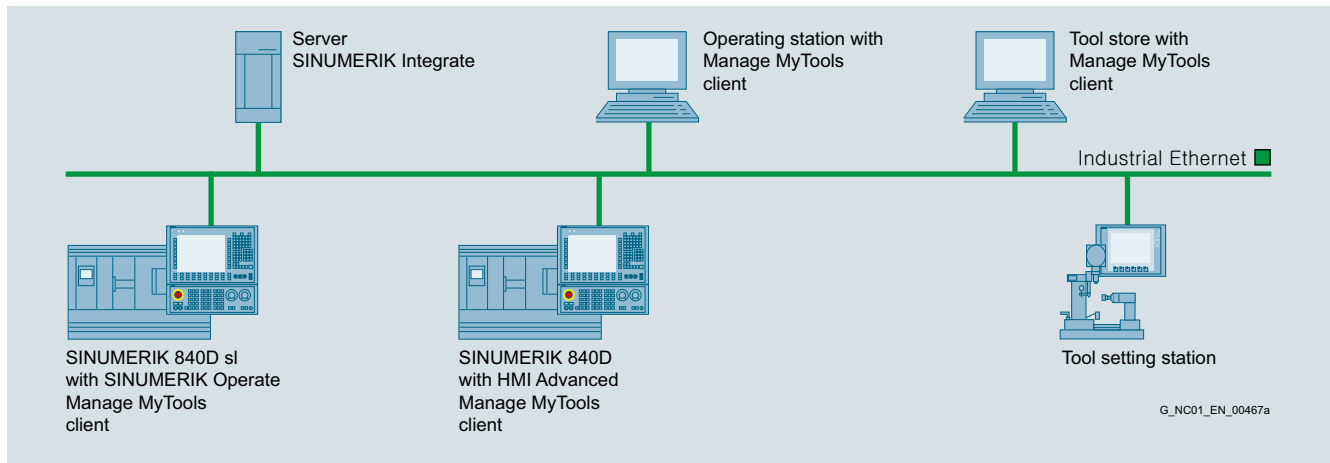 Server
SINUMERIK Integrate
Operating station with
Manage MyTools
client
Tool store with
Manage MyTools
client
Industrial Ethernet
SINUMERIK 840D sl
with SINUMERIK Operate
Manage MyTools
client
SINUMERIK 840D
with HMI Advanced
Manage MyTools
client
Tool setting station
G_NC01_EN_00467a